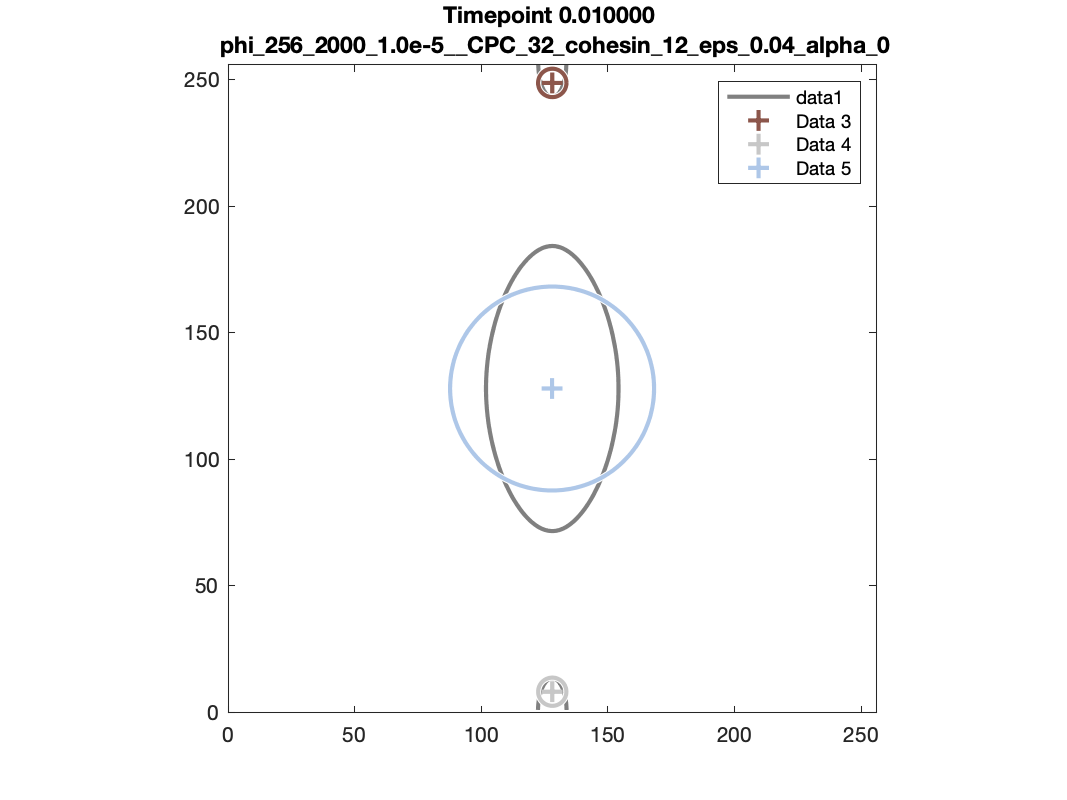 Timepoint 0.010000
phi_256_2000_1.0e-5__CPC_32_cohesin_12_eps_0.04_alpha_0
250
200
150
100
50
0
data1
Data 3
Data 4
Data 5
0 50 100 150 200 250